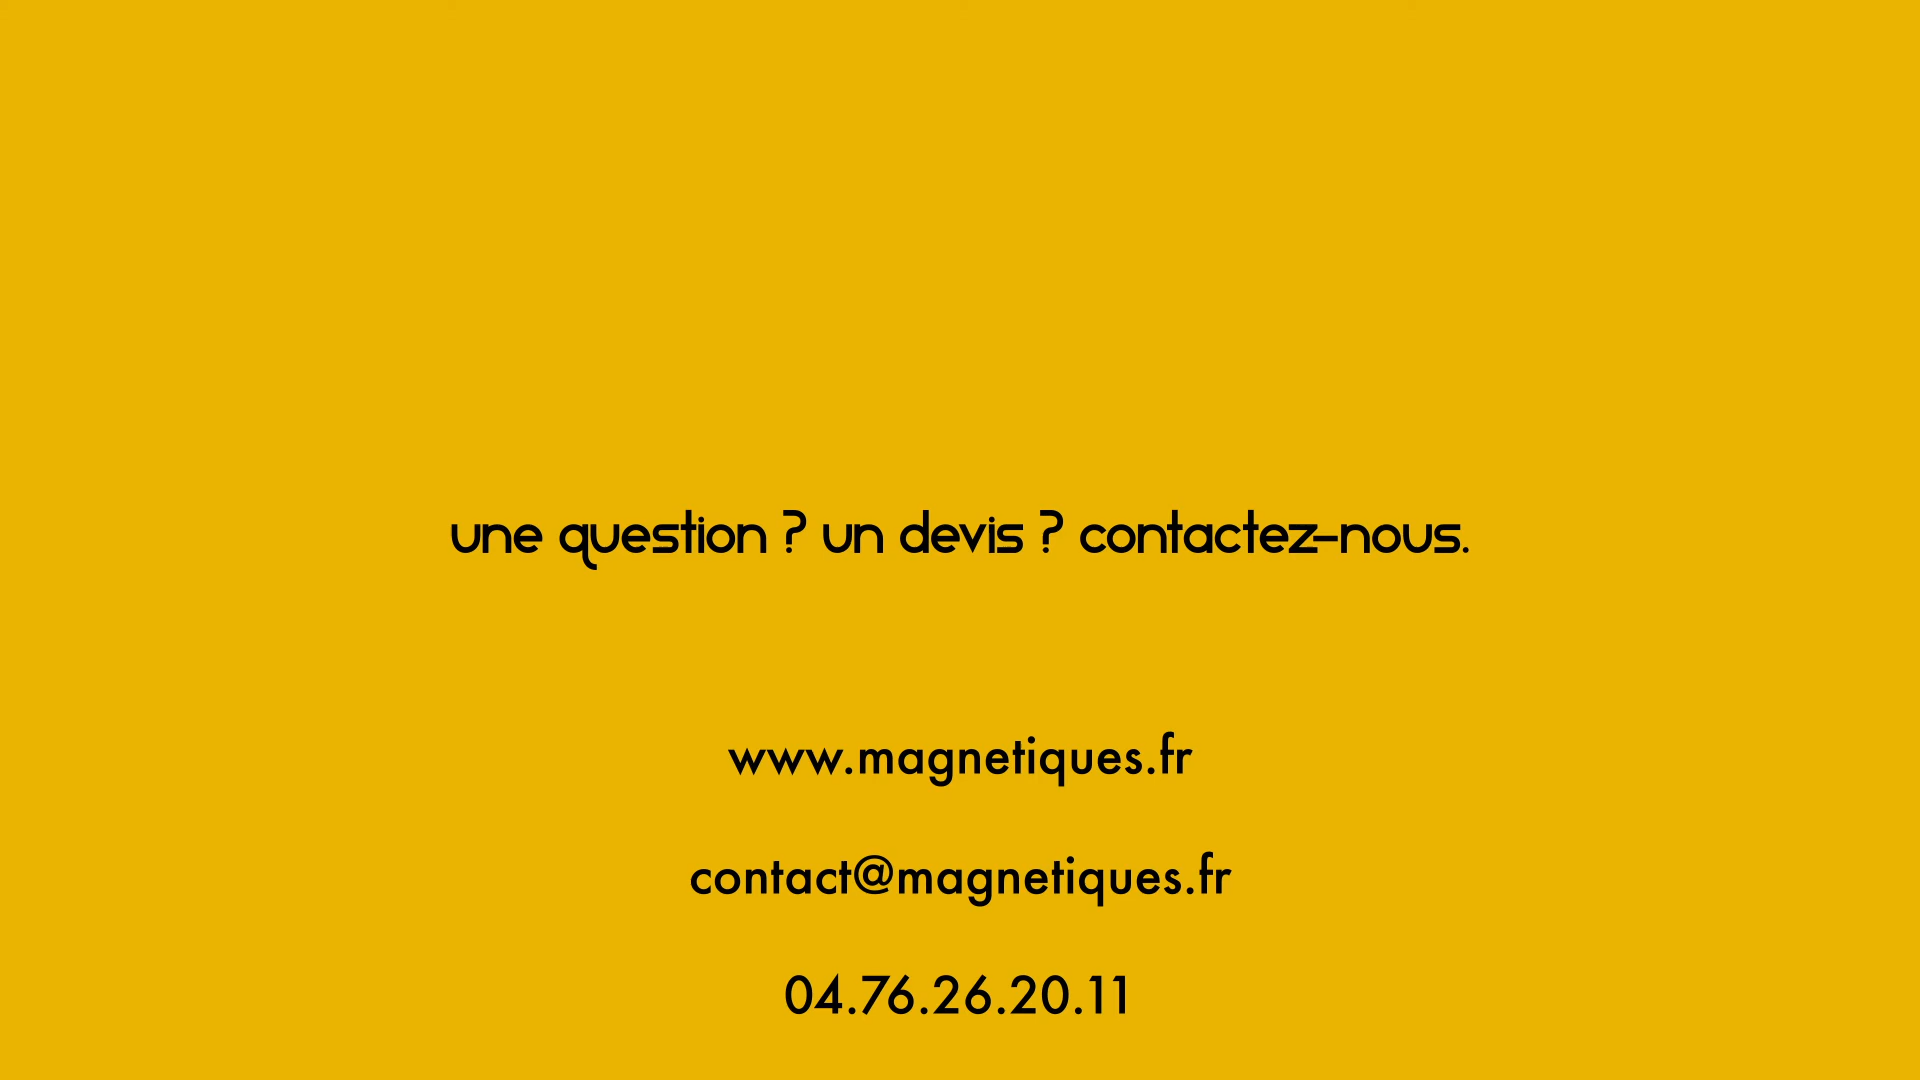 une question ? un devis ? contactez-nous.
www.magnetiques.fr
contact@magnetiques.fr
04.76.26.20.11